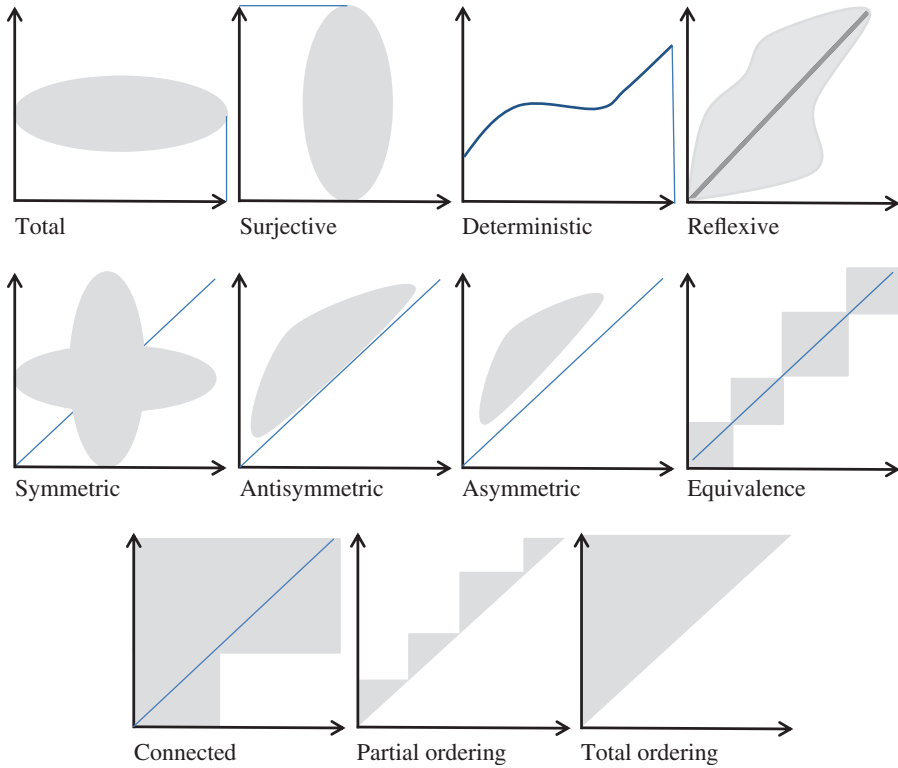 Total
Surjective
Deterministic
Reflexive
Symmetric
Antisymmetric
Asymmetric
Equivalence
Connected
Partial ordering
Total ordering